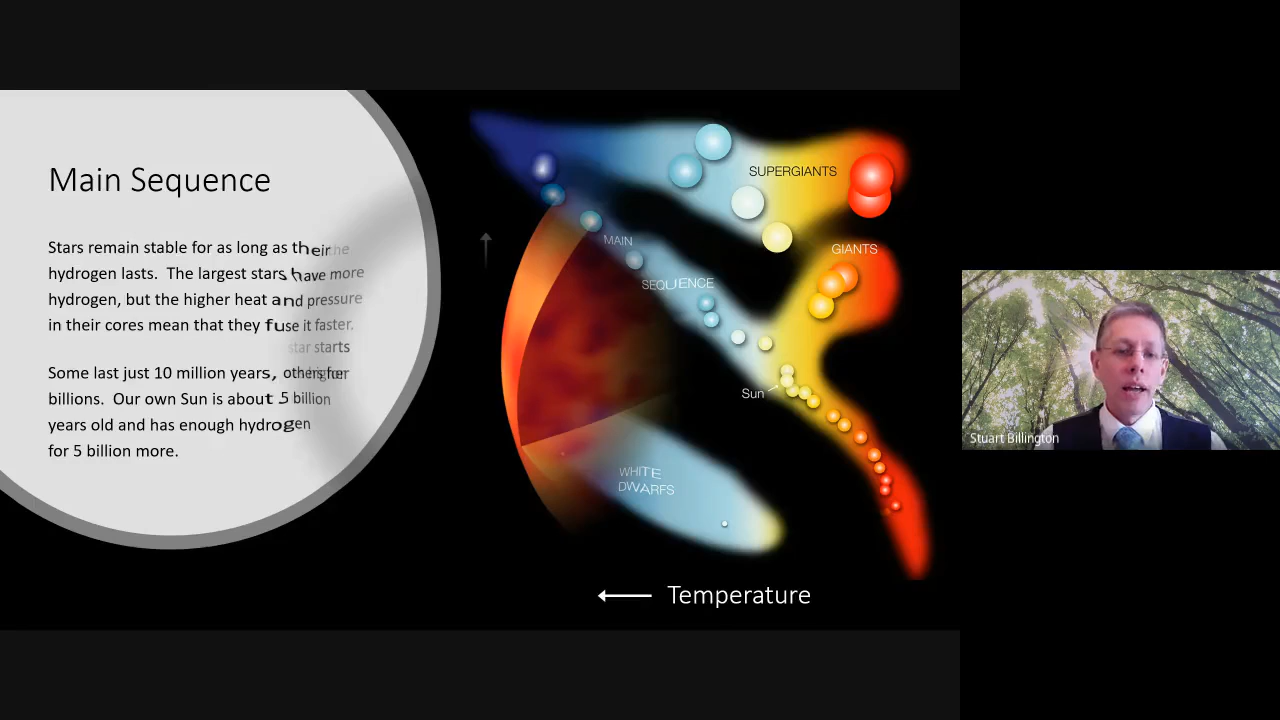 Main Sequence
Stars remain stable for as long as their
hydrogen lasts. The largest stars have more
hydrogen, but the higher heat and pressure
in their cores mean that they fuse it faster,
star starts
Some last just 10 million years, others for
billions. Our own Sun is about 5 billion
years old and has enough hydrogen
for 5 billion more.
SUPERGIANTS
MAIN
GIANTS
SEQUENCE
Sun
WHITE
DWARFS
Temperature
Stuart Billington